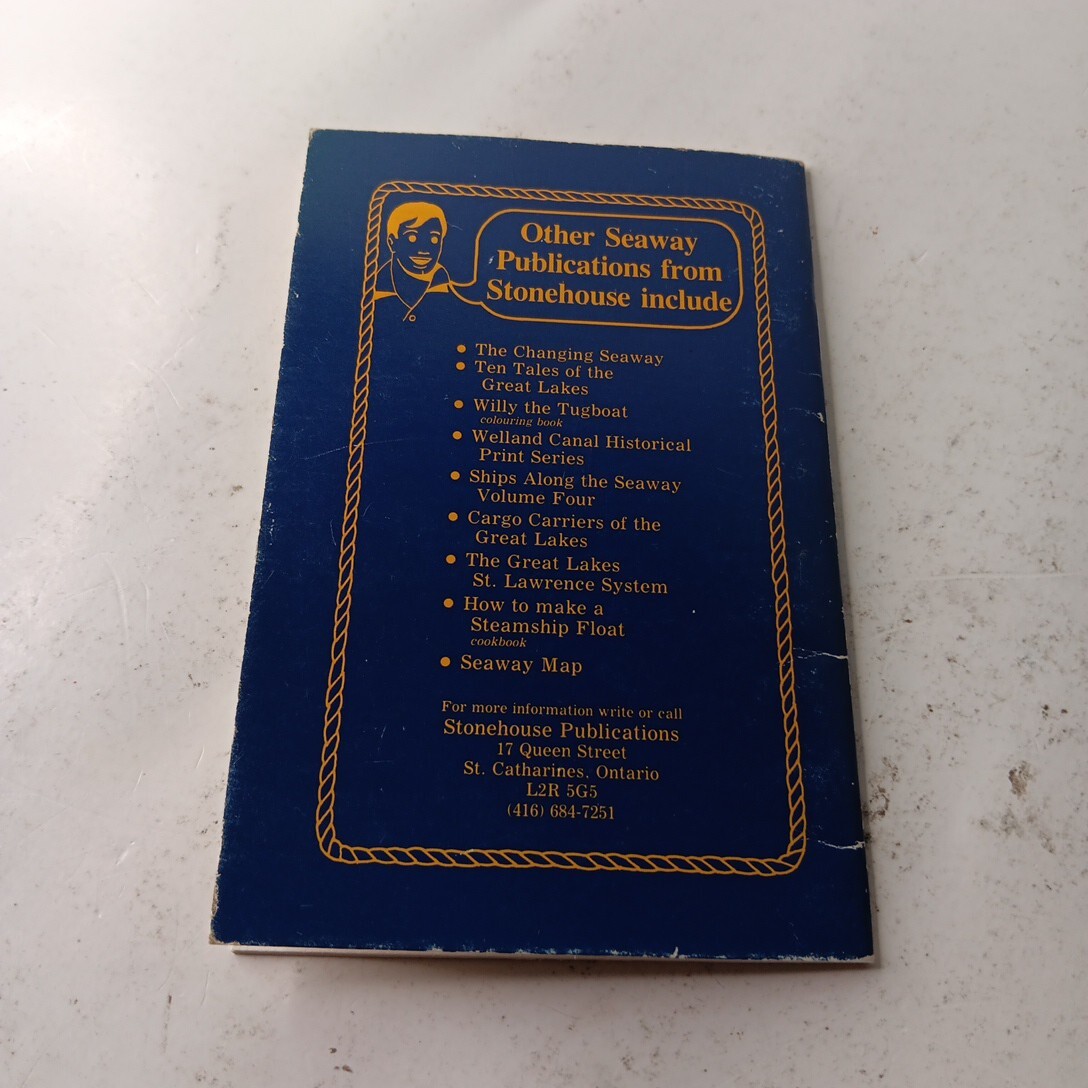 Other Seaway
Publications from
Stonehouse include
• The Changing Seaway
• Ten Tales of the
Great Lakes
• Willy the Tugboat
colouring book
• Welland Canal Historical
Print Series
• Ships Along the Seaway
Volume Four
• Cargo Carriers of the
Great Lakes
• The Great Lakes
St. Lawrence System
• How to make a
Steamship Float
cookbook
• Seaway Map
For more information write or call
Stonehouse Publications
17 Queen Street
St. Catharines, Ontario
L2R 5G5
(416) 684-7251